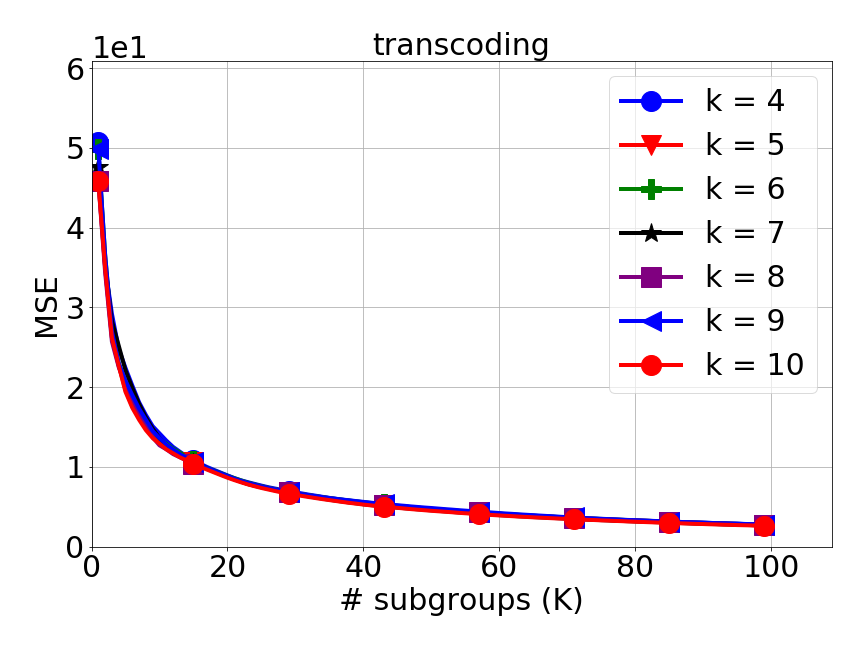 transcoding
1e1
6
5
4
3
2
1
0
MSE
0 20 40 60 80 100
# subgroups (K)
k = 4
k = 5
k = 6
k = 7
k = 8
k = 9
k = 10